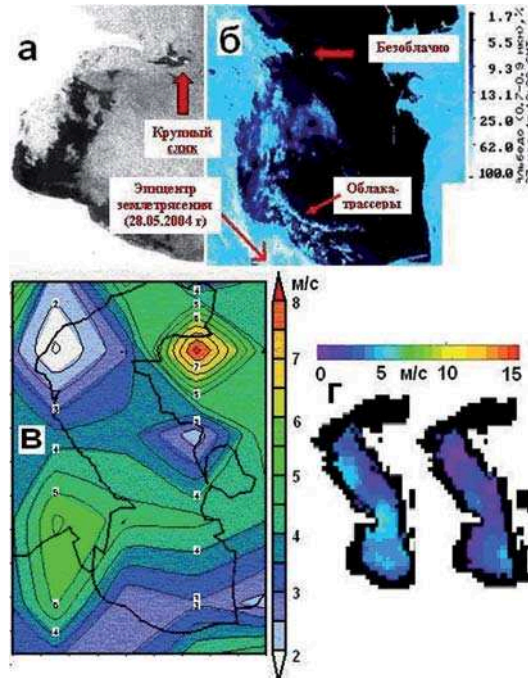 а
б
Безоблачно
Крупный
слик
Эпицентр
землетрясения
(28.05.2004 г)
Облака-
трассеры
1.7
5.5
9.3
13.1
25.0
62.0
100.0
В
м/с
8
7
6
5
4
3
2
0 5 10 15
м/с
Г